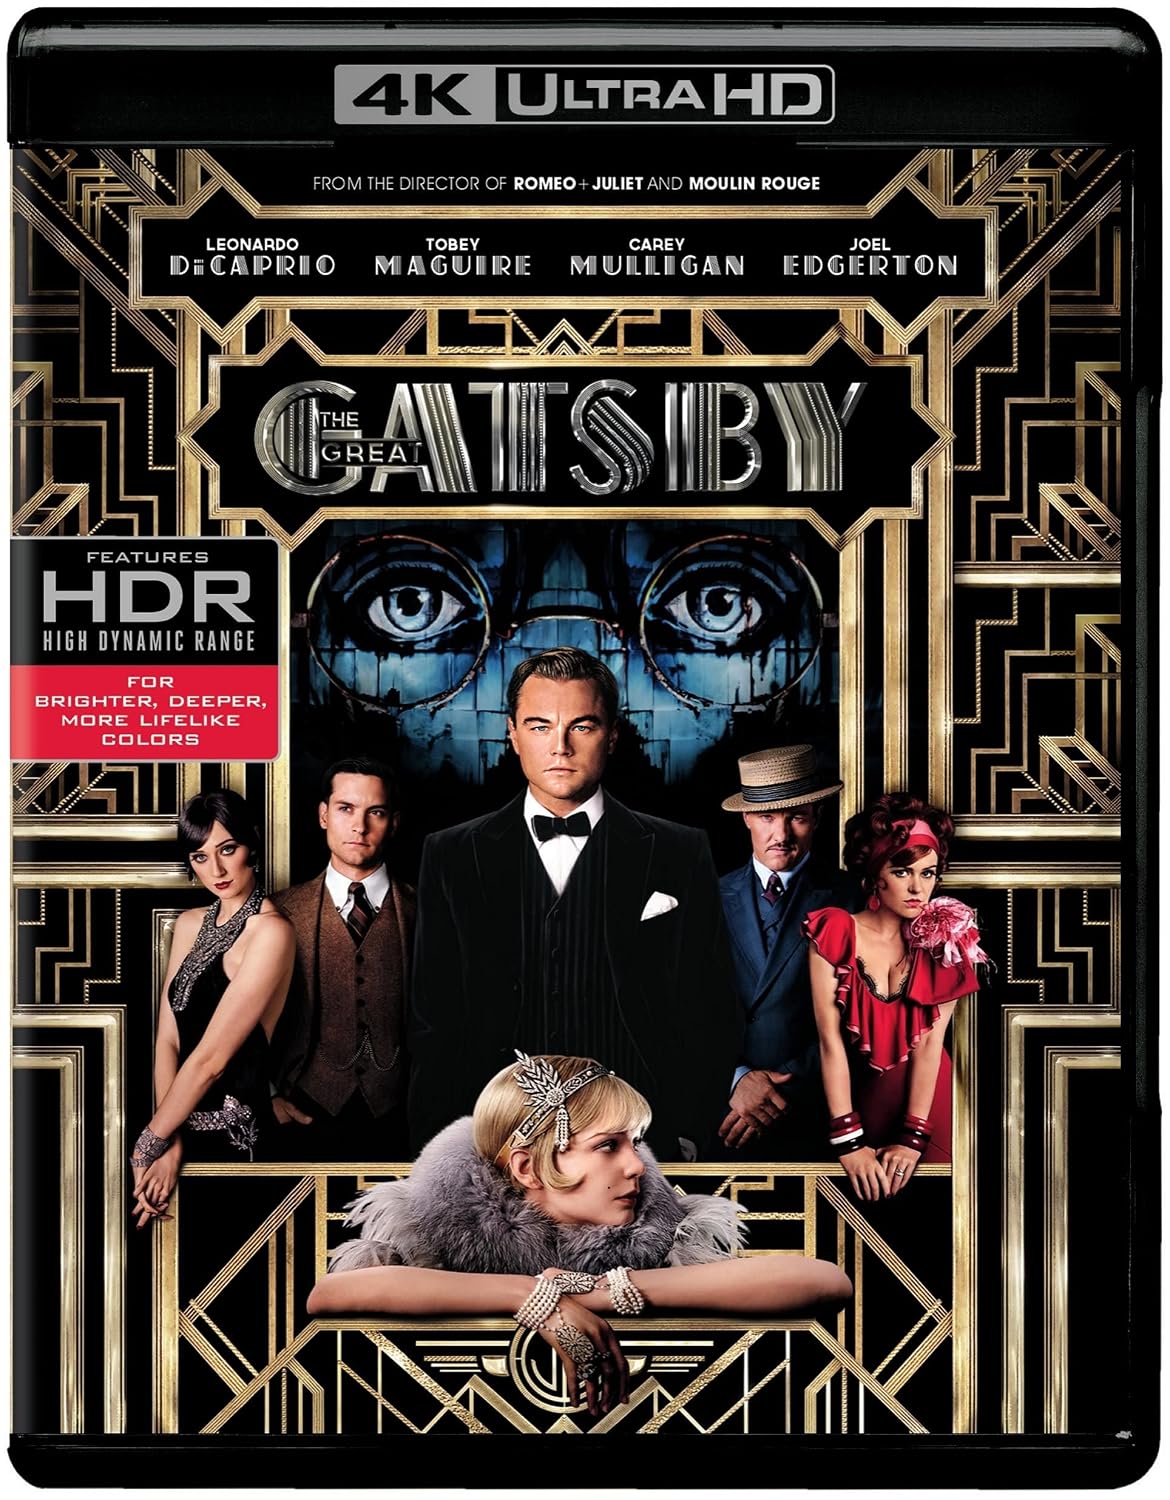 4K ULTRA HD
FROM THE DIRECTOR OF ROMEO + JULIET AND MOULIN ROUGE
LEONARDO DiCAPRIO
TOBEY MAGUIRE
CAREY MULLIGAN
JOEL EDGERTON
THE GREAT GATSBY
FEATURES
HDR
HIGH DYNAMIC RANGE
FOR
BRIGHTER, DEEPER,
MORE LIFELIKE
COLORS